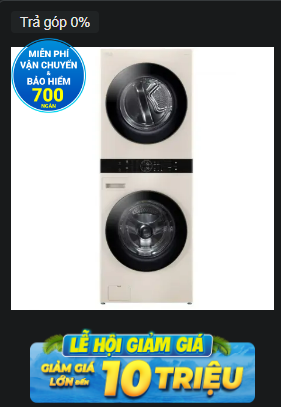 Trả góp 0%
MIỄN PHÍ
VẬN CHUYỂN
&
BẢO HIỂM
700
NGÀN
LỄ HỘI GIẢM GIÁ
GIẢM GIÁ
LỚN ĐẾN
10 TRIỆU